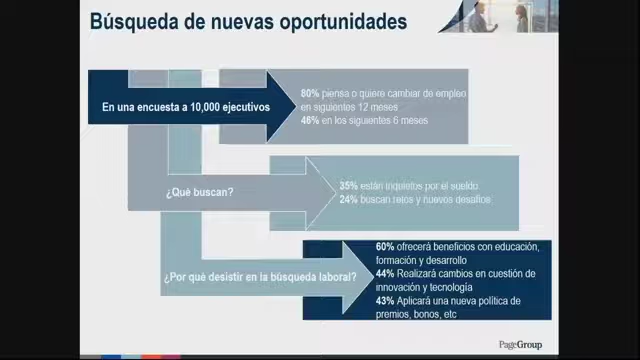 Búsqueda de nuevas oportunidades
En una encuesta a 10,000 ejecutivos
80% piensa o quiere cambiar de empleo
en siguientes 12 meses
46% en los siguientes 6 meses
¿Qué buscan?
35% están inquietos por el sueldo
24% buscan retos y nuevos desafíos
¿Por qué desistir en la búsqueda laboral?
60% ofrecerá beneficios con educación,
formación y desarrollo
44% Realizará cambios en cuestión de
innovación y tecnología
43% Aplicará una nueva política de
premios, bonos, etc
PageGroup